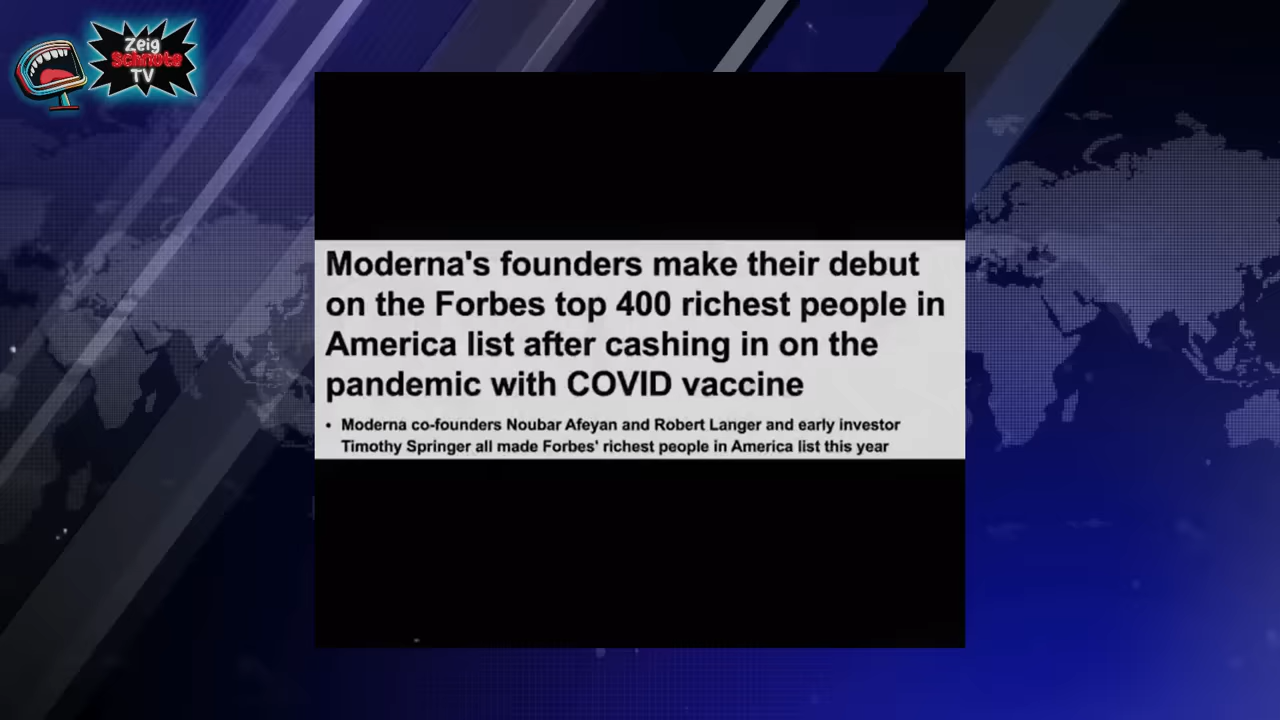 Zeig
Schnute
TV
Moderna's founders make their debut
on the Forbes top 400 richest people in
America list after cashing in on the
pandemic with COVID vaccine
• Moderna co-founders Noubar Afeyan and Robert Langer and early investor
Timothy Springer all made Forbes' richest people in America list this year